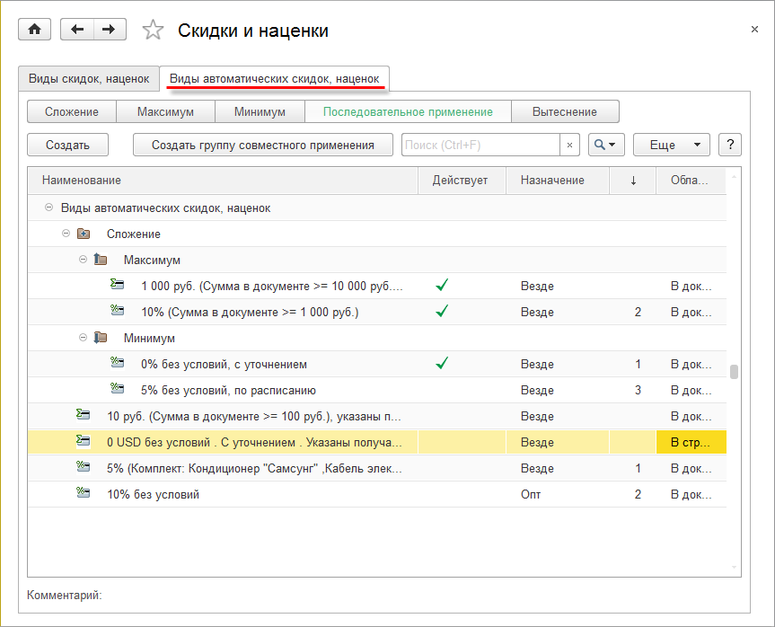 Скидки и наценки
Виды скидок, наценок Виды автоматических скидок, наценок
Сложение Максимум Минимум Последовательное применение Вытеснение
Создать Создать группу совместного применения Поиск (Ctrl+F) × Еще ?
Наименование Действует Назначение ↓ Обла...
Виды автоматических скидок, наценок
Сложение
Максимум
1 000 руб. (Сумма в документе >= 10 000 руб.... Везде В док...
10% (Сумма в документе >= 1 000 руб.) Везде 2 В док...
Минимум
0% без условий, с уточнением Везде 1 В док...
5% без условий, по расписанию Везде 3 В док...
10 руб. (Сумма в документе >= 100 руб.), указаны п... Везде В док...
0 USD без условий . С уточнением . Указаны получа... Везде В стр...
5% (Комплект: Кондиционер "Самсунг" ,Кабель элек... Везде 1 В док...
10% без условий Опт 2 В док...
Комментарий: